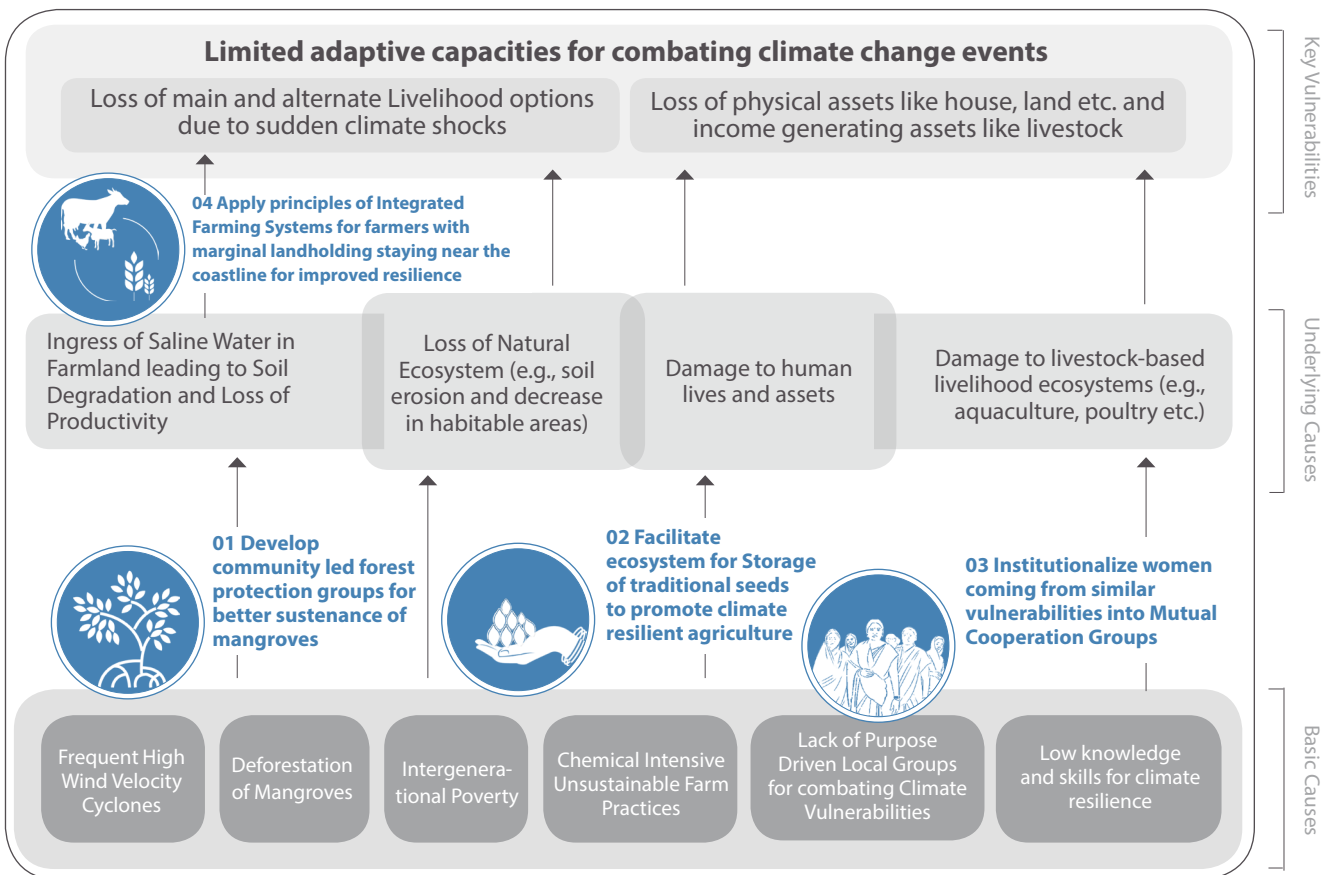 Limited adaptive capacities for combating climate change events
Loss of main and alternate Livelihood options
due to sudden climate shocks
Loss of physical assets like house, land etc. and
income generating assets like livestock
Key Vulnerabilities
04 Apply principles of Integrated
Farming Systems for farmers with
marginal landholding staying near the
coastline for improved resilience
Ingress of Saline Water in
Farmland leading to Soil
Degradation and Loss of
Productivity
Loss of Natural
Ecosystem (e.g., soil
erosion and decrease
in habitable areas)
Damage to human
lives and assets
Damage to livestock-based
livelihood ecosystems (e.g.,
aquaculture, poultry etc.)
Underlying Causes
01 Develop
community led forest
protection groups for
better sustenance of
mangroves
02 Facilitate
ecosystem for Storage
of traditional seeds
to promote climate
resilient agriculture
03 Institutionalize women
coming from similar
vulnerabilities into Mutual
Cooperation Groups
Frequent High
Wind Velocity
Cyclones
Deforestation
of Mangroves
Intergenera-
tional Poverty
Chemical Intensive
Unsustainable Farm
Practices
Lack of Purpose
Driven Local Groups
for combating Climate
Vulnerabilities
Low knowledge
and skills for climate
resilience
Basic Causes